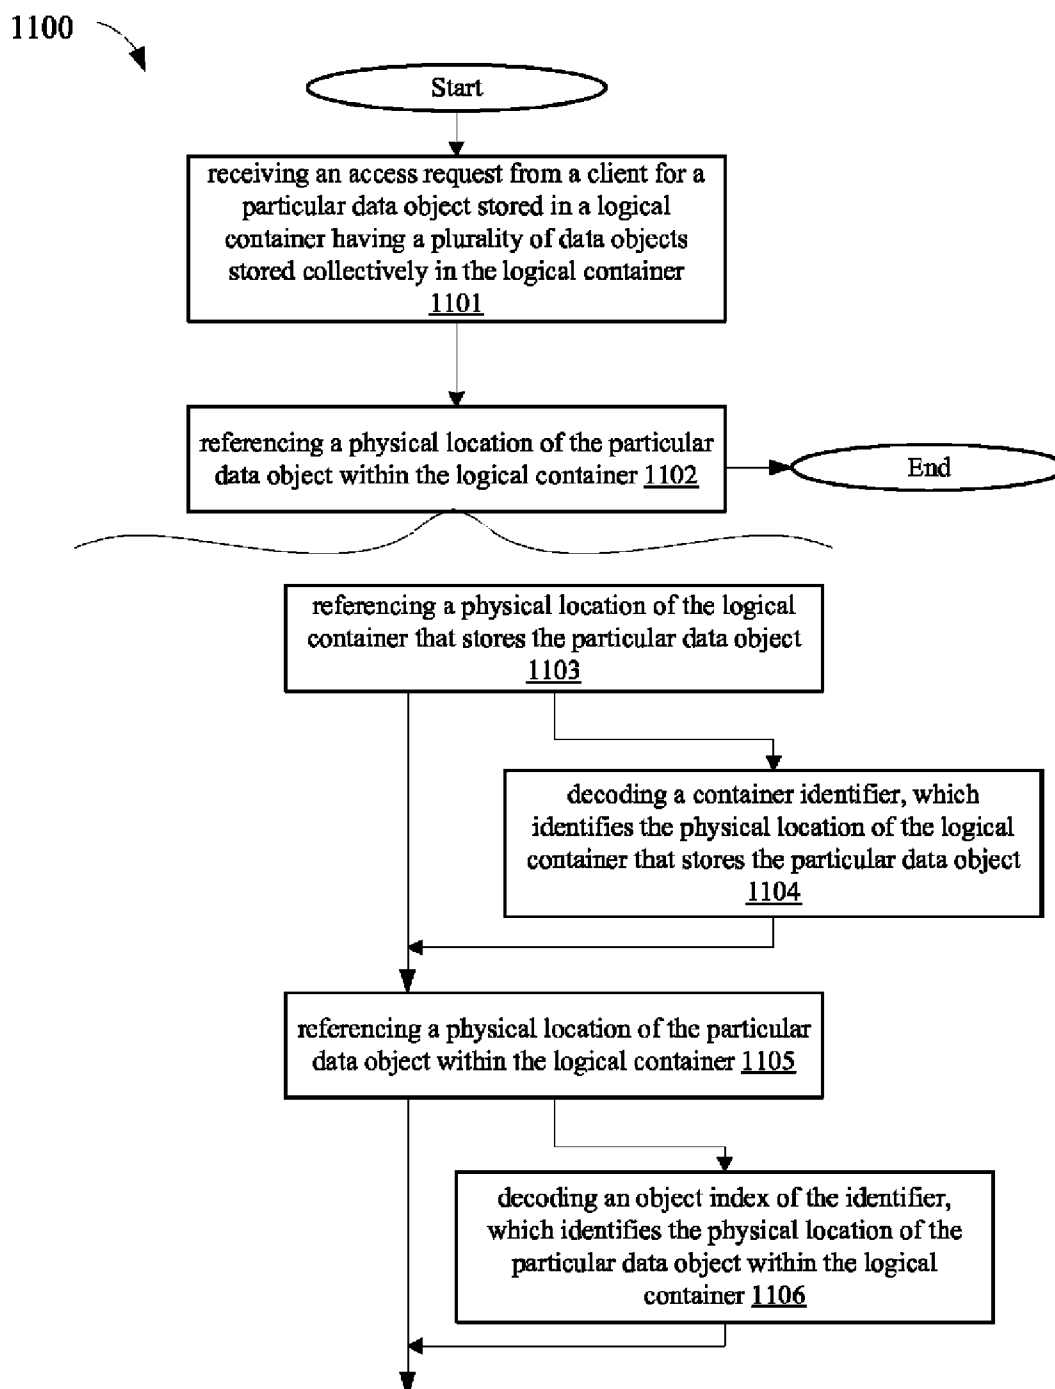 1100
Start
receiving an access request from a client for a
particular data object stored in a logical
container having a plurality of data objects
stored collectively in the logical container
1101
referencing a physical location of the particular
data object within the logical container 1102
End
referencing a physical location of the logical
container that stores the particular data object
1103
decoding a container identifier, which
identifies the physical location of the logical
container that stores the particular data object
1104
referencing a physical location of the particular
data object within the logical container 1105
decoding an object index of the identifier,
which identifies the physical location of the
particular data object within the logical
container 1106